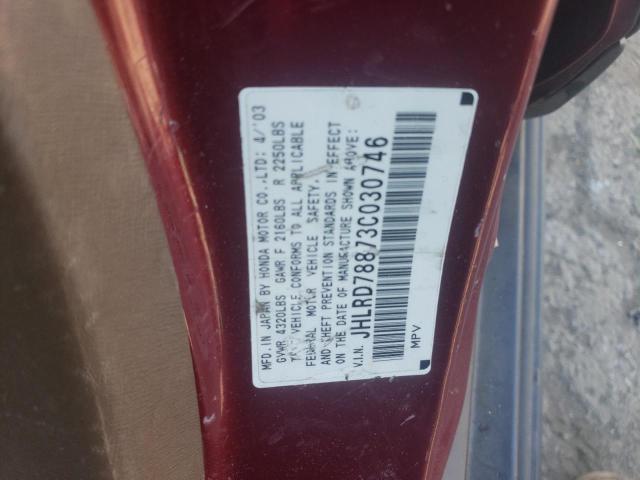 MFD.IN JAPAN BY HONDA MOTOR CO.,LTD: 4/'03
GVWR 4320LBS GAWR F 2160LBS R 2250LBS
VEHICLE CONFORMS TO ALL APPLICABLE
FEDERAL MOTOR VEHICLE SAFETY,
AND THEFT PREVENTION STANDARDS IN EFFECT
ON THE DATE OF MANUFACTURE SHOWN ABOVE:
V.I.N. JHLRD78873C030746
MPV